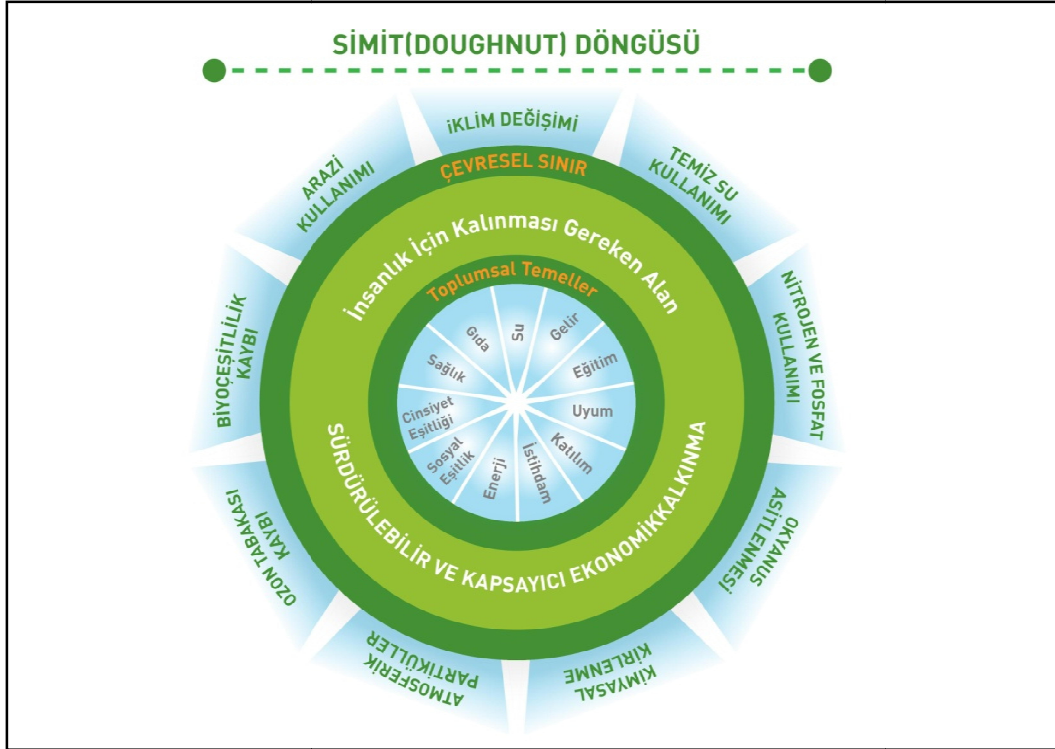 SİMİT(DOUGHNUT) DÖNGÜSÜ
iKLİM DEĞİŞİMİ
TEMİZ SU
KULLANIMI
NİTROJEN VE FOSFAT
KULLANIMI
OKYANUS
ASİTLENMESİ
KİMYASAL
KİRLENME
ATMOSFERİK
PARTİKÜLLER
OZON TABAKASI
KAYBI
BİYOÇEŞİTLİLİK
KAYBI
ARAZİ
KULLANIMI
ÇEVRESEL SINIR
İnsanlık İçin Kalınması Gereken Alan
SÜRDÜRÜLEBİLİR VE KAPSAYICI EKONOMİKKALKINMA
Toplumsal Temeller
Su
Gelir
Eğitim
Uyum
Katılım
İstihdam
Enerji
Sosyal
Eşitlik
Cinsiyet
Eşitliği
Sağlık
Gıda